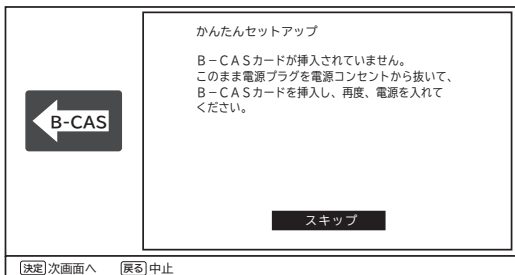 かんたんセットアップ
B－CASカードが挿入されていません。
このまま電源プラグを電源コンセントから抜いて、
B－CASカードを挿入し、再度、電源を入れて
ください。
B-CAS
スキップ
決定 次画面へ 戻る 中止